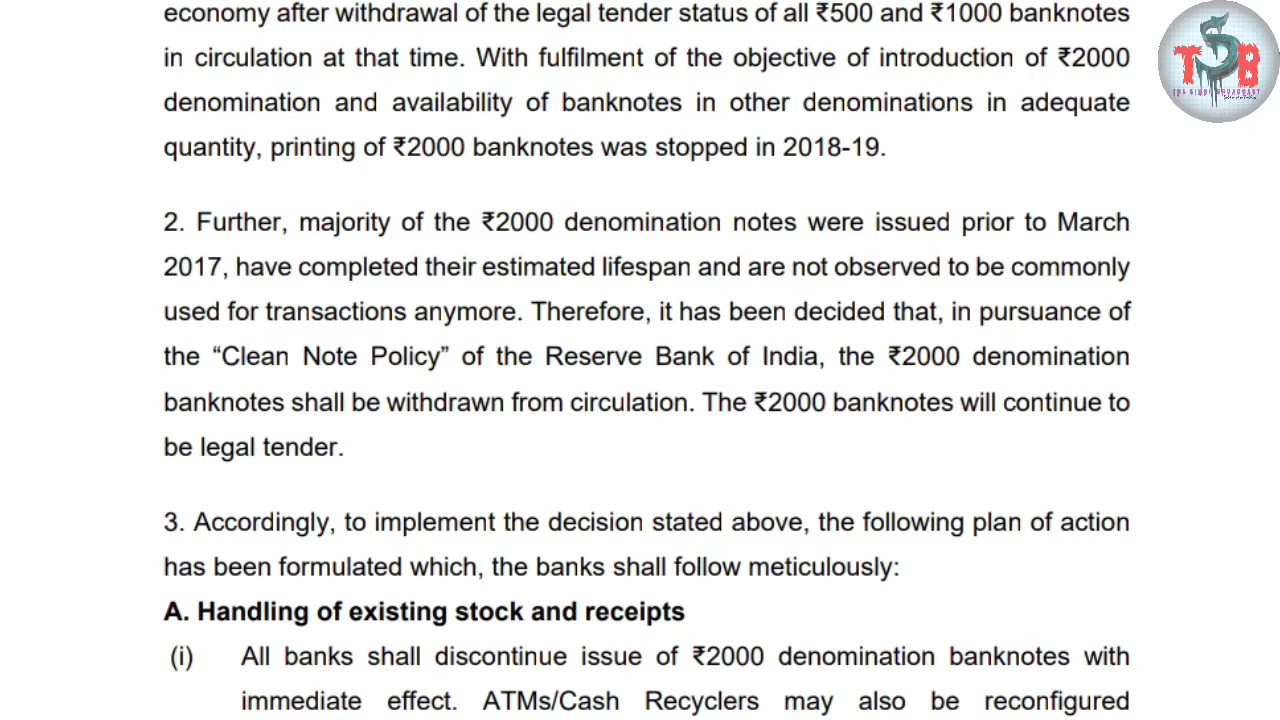 economy after withdrawal of the legal tender status of all ₹500 and ₹1000 banknotes
in circulation at that time. With fulfilment of the objective of introduction of ₹2000
denomination and availability of banknotes in other denominations in adequate
quantity, printing of ₹2000 banknotes was stopped in 2018-19.
2. Further, majority of the ₹2000 denomination notes were issued prior to March
2017, have completed their estimated lifespan and are not observed to be commonly
used for transactions anymore. Therefore, it has been decided that, in pursuance of
the “Clean Note Policy” of the Reserve Bank of India, the ₹2000 denomination
banknotes shall be withdrawn from circulation. The ₹2000 banknotes will continue to
be legal tender.
3. Accordingly, to implement the decision stated above, the following plan of action
has been formulated which, the banks shall follow meticulously:
A. Handling of existing stock and receipts
(i) All banks shall discontinue issue of ₹2000 denomination banknotes with
immediate effect. ATMs/Cash Recyclers may also be reconfigured
TSB